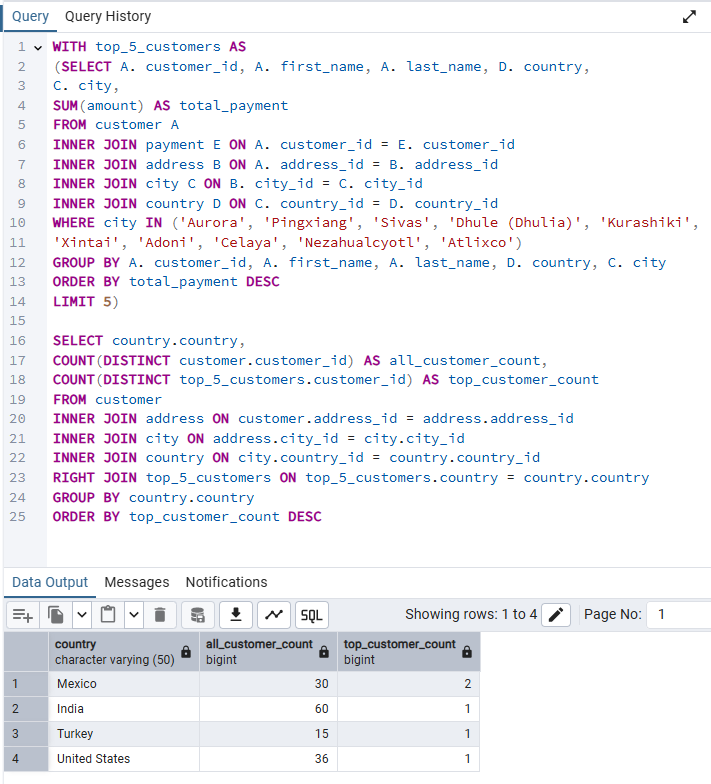 Query Query History
1 WITH top_5_customers AS
2 (SELECT A. customer_id, A. first_name, A. last_name, D. country,
3 C. city,
4 SUM(amount) AS total_payment
5 FROM customer A
6 INNER JOIN payment E ON A. customer_id = E. customer_id
7 INNER JOIN address B ON A. address_id = B. address_id
8 INNER JOIN city C ON B. city_id = C. city_id
9 INNER JOIN country D ON C. country_id = D. country_id
10 WHERE city IN ('Aurora', 'Pingxiang', 'Sivas', 'Dhule (Dhulia)', 'Kurashiki',
11 'Xintai', 'Adoni', 'Celaya', 'Nezahualcyotl', 'Atlixco')
12 GROUP BY A. customer_id, A. first_name, A. last_name, D. country, C. city
13 ORDER BY total_payment DESC
14 LIMIT 5)
15
16 SELECT country.country,
17 COUNT(DISTINCT customer.customer_id) AS all_customer_count,
18 COUNT(DISTINCT top_5_customers.customer_id) AS top_customer_count
19 FROM customer
20 INNER JOIN address ON customer.address_id = address.address_id
21 INNER JOIN city ON address.city_id = city.city_id
22 INNER JOIN country ON city.country_id = country.country_id
23 RIGHT JOIN top_5_customers ON top_5_customers.country = country.country
24 GROUP BY country.country
25 ORDER BY top_customer_count DESC
Data Output Messages Notifications
SQL Showing rows: 1 to 4 Page No: 1
country all_customer_count top_customer_count
character varying (50) bigint bigint
1 Mexico 30 2
2 India 60 1
3 Turkey 15 1
4 United States 36 1